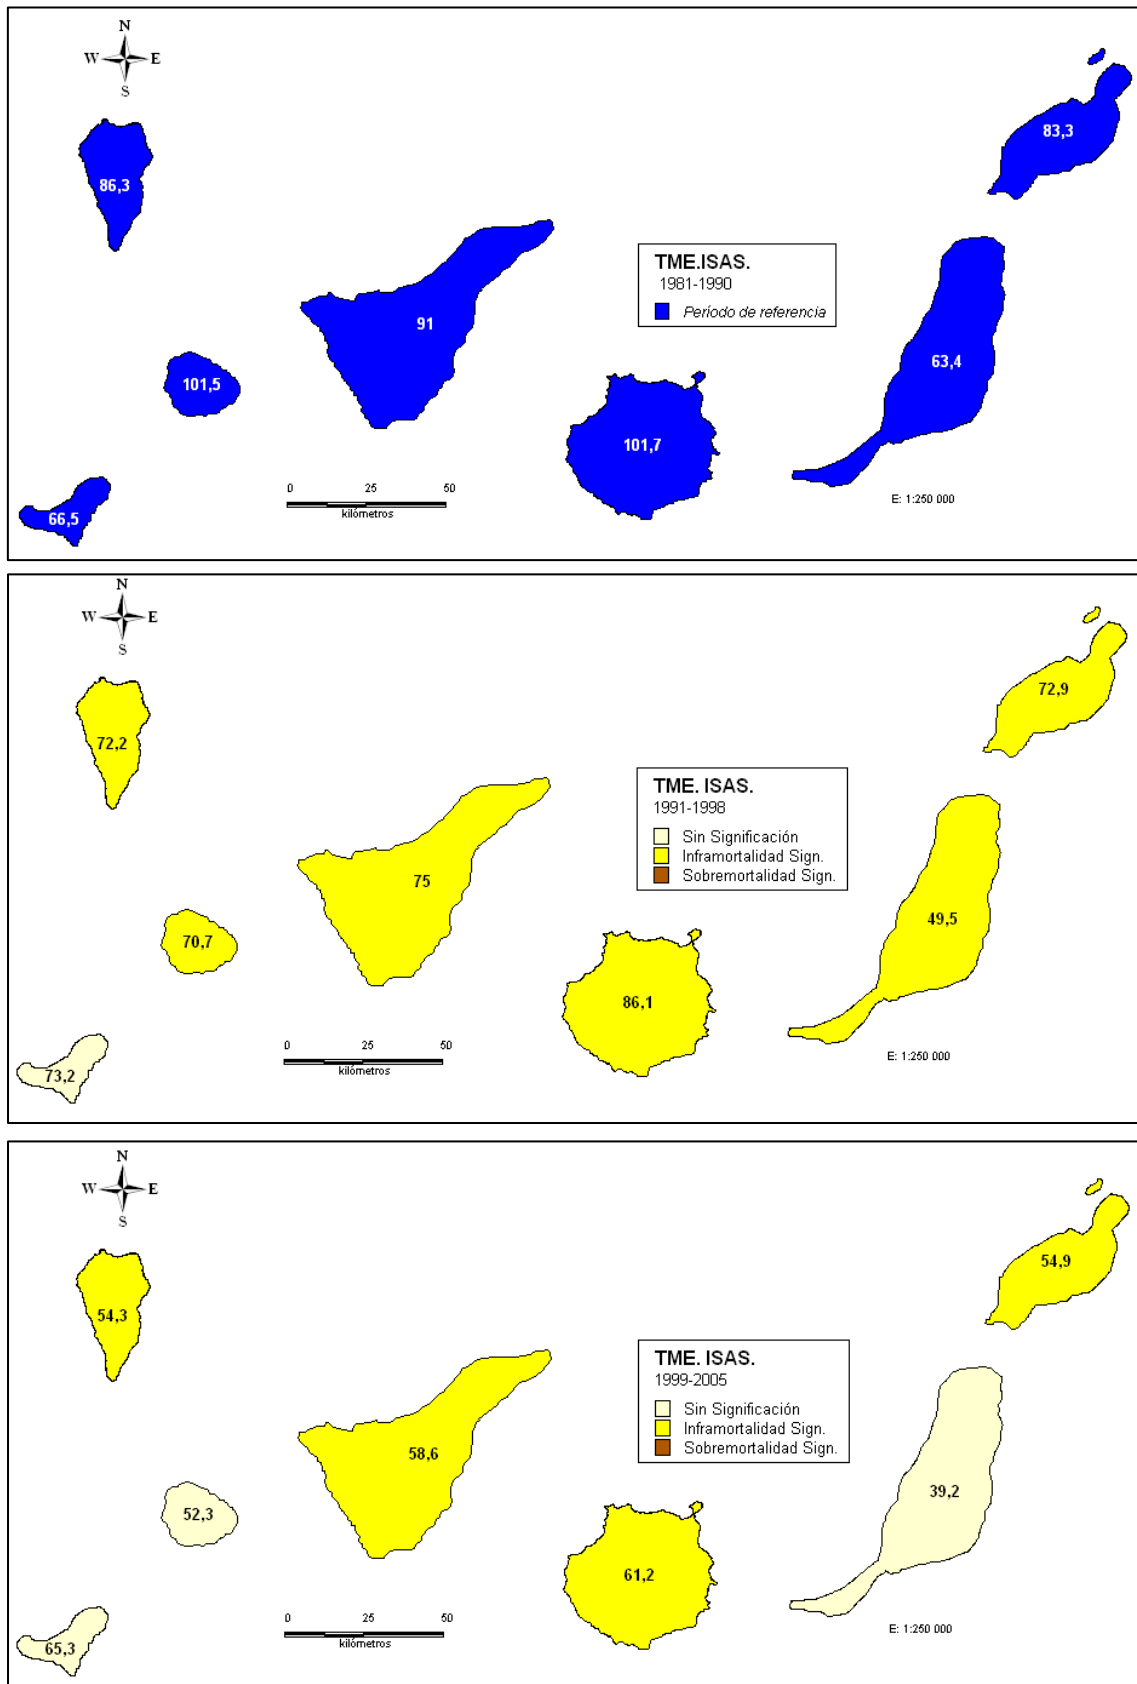 N
W E
S
83,3
86,3
TME.ISAS.
1981-1990
Período de referencia
91
63,4
101,5
101,7
0 25 50
kilómetros
E: 1:250 000
66,5
N
W E
S
72,9
72,2
TME. ISAS.
1991-1998
Sin Significación
Inframortalidad Sign.
Sobremortalidad Sign.
75
49,5
70,7
86,1
0 25 50
kilómetros
E: 1:250 000
73,2
N
W E
S
54,9
54,3
TME. ISAS.
1999-2005
Sin Significación
Inframortalidad Sign.
Sobremortalidad Sign.
58,6
39,2
52,3
61,2
0 25 50
kilómetros
E: 1:250 000
65,3